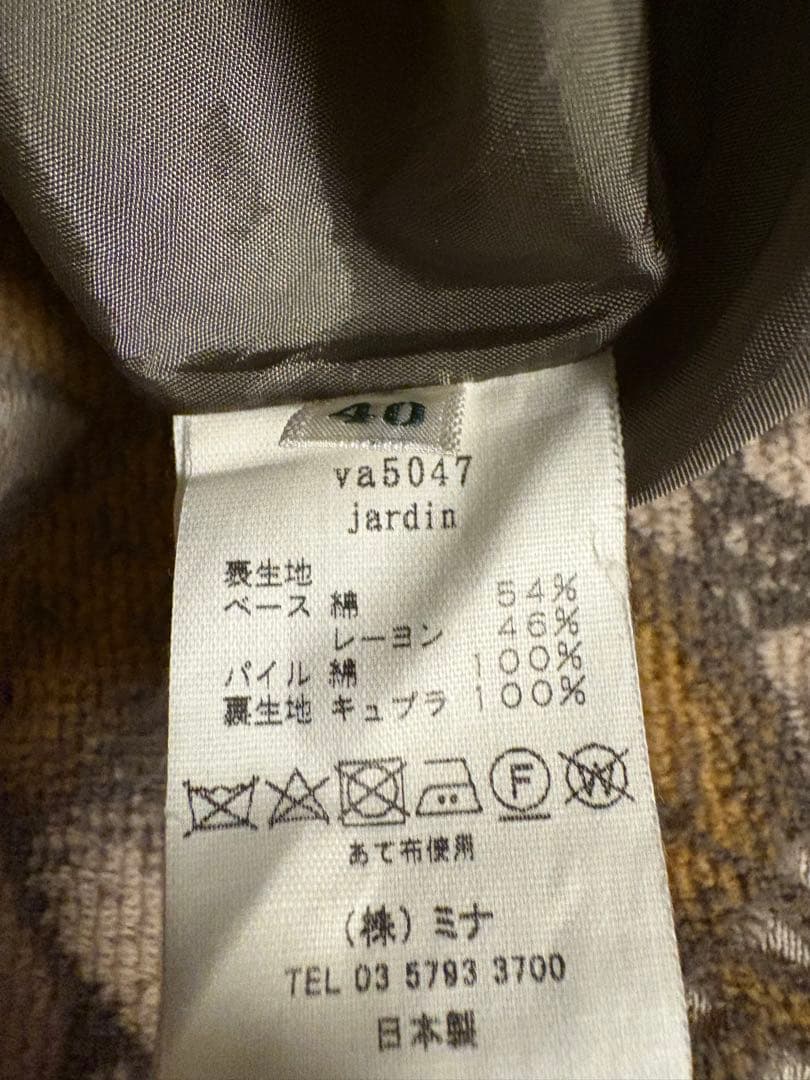 40
va5047
jardin
表生地
ベース 綿 54%
レーヨン 46%
パイル 綿 100%
裏生地 キュプラ 100%
F W
あて布使用
(株)ミナ
TEL 03 5793 3700
日本製